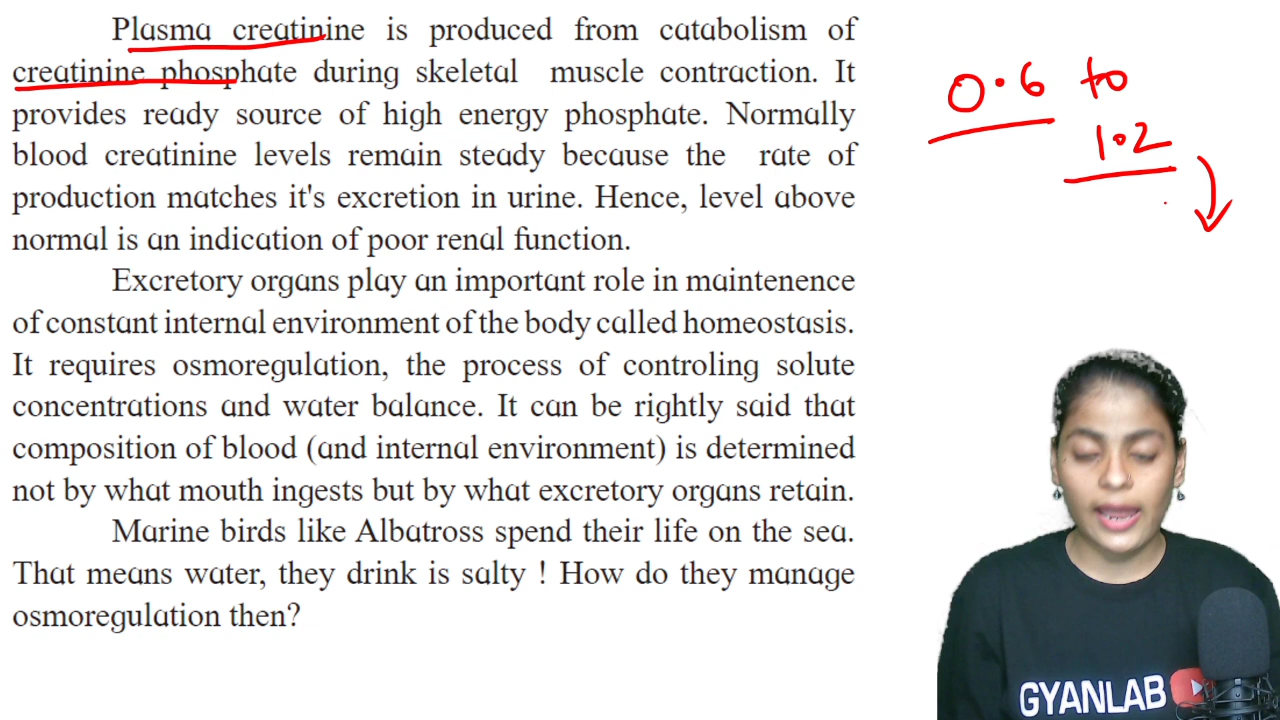 Plasma creatinine is produced from catabolism of
creatinine phosphate during skeletal muscle contraction. It
provides ready source of high energy phosphate. Normally
blood creatinine levels remain steady because the rate of
production matches it's excretion in urine. Hence, level above
normal is an indication of poor renal function.
Excretory organs play an important role in maintenence
of constant internal environment of the body called homeostasis.
It requires osmoregulation, the process of controling solute
concentrations and water balance. It can be rightly said that
composition of blood (and internal environment) is determined
not by what mouth ingests but by what excretory organs retain.
Marine birds like Albatross spend their life on the sea.
That means water, they drink is salty ! How do they manage
osmoregulation then?
0.6 to
1.2
GYANLAB